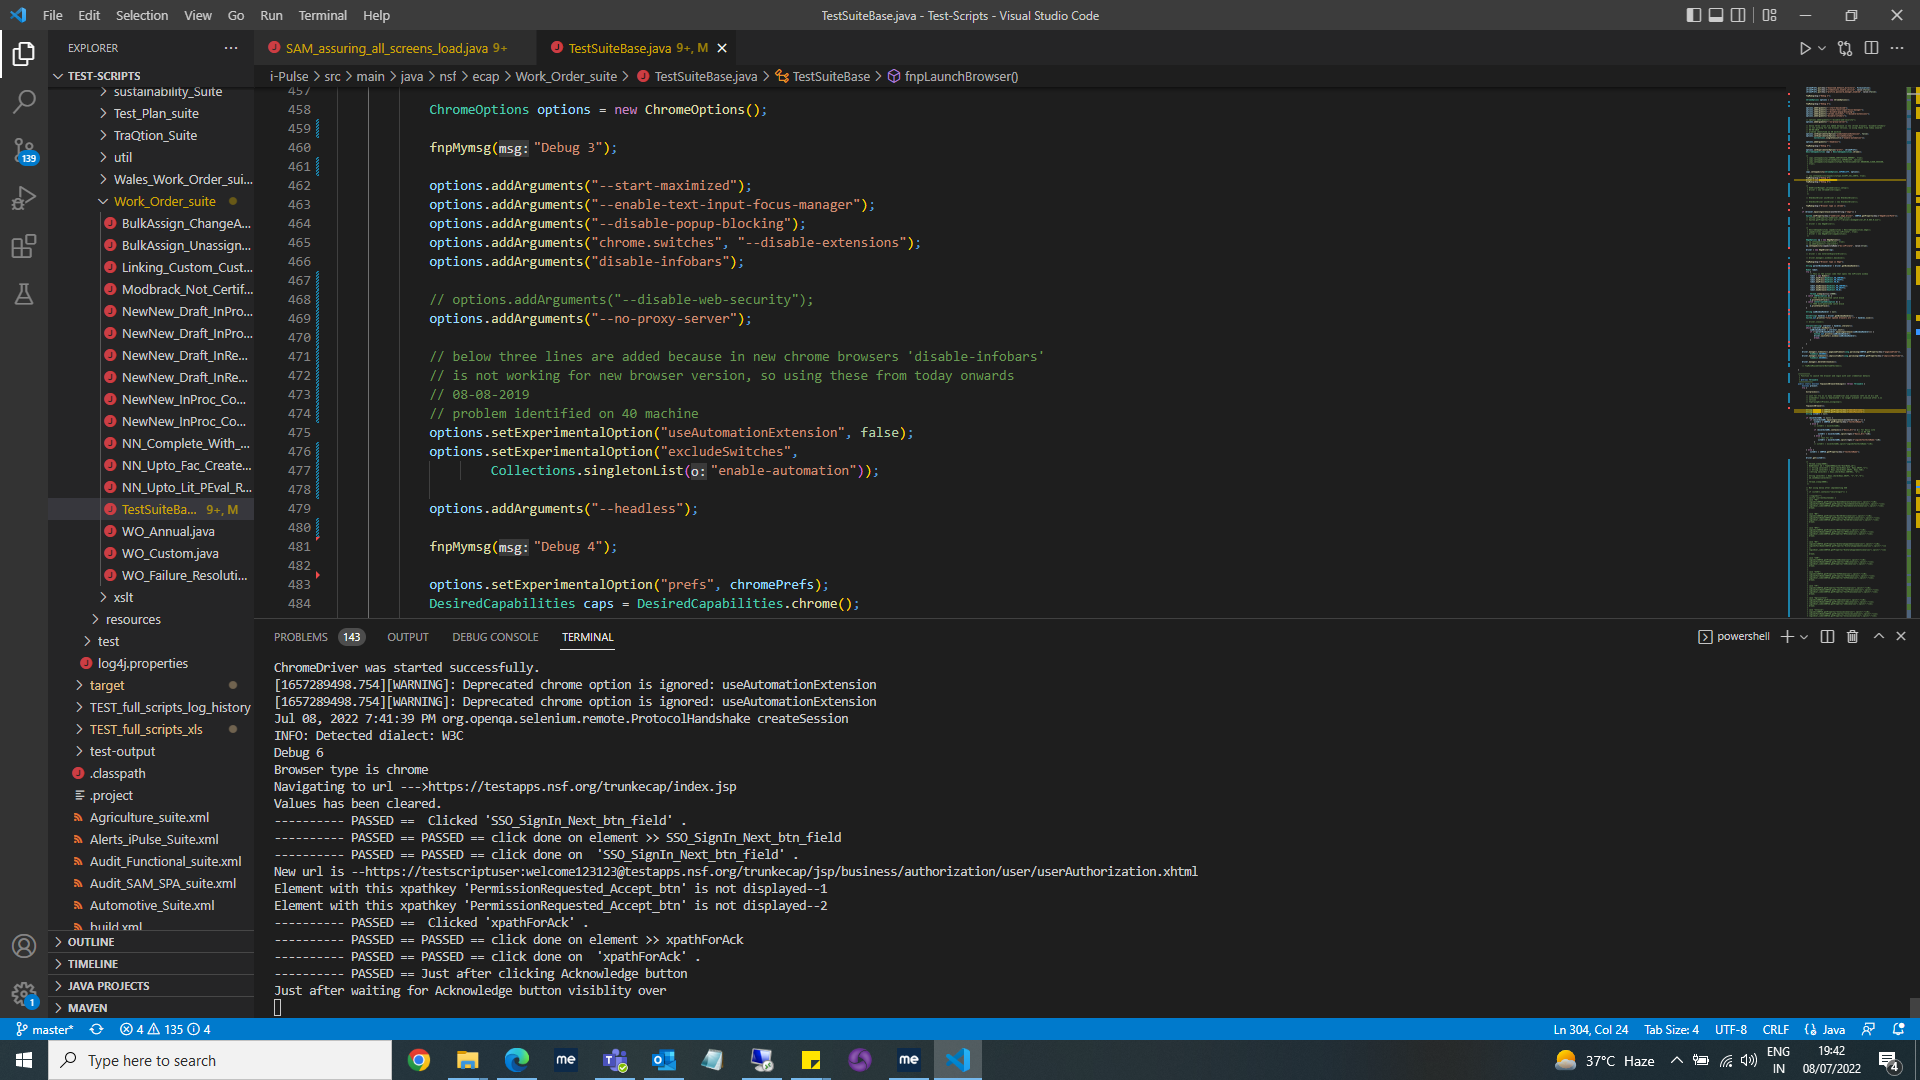 File Edit Selection View Go Run Terminal Help
TestSuiteBase.java - Test-Scripts - Visual Studio Code
EXPLORER
TEST-SCRIPTS
sustainability_Suite
Test_Plan_suite
TraQtion_Suite
util
Wales_Work_Order_sui...
Work_Order_suite
BulkAssign_ChangeA...
BulkAssign_Unassign...
Linking_Custom_Cust...
Modbrack_Not_Certif...
NewNew_Draft_InPro...
NewNew_Draft_InPro...
NewNew_Draft_InRe...
NewNew_Draft_InRe...
NewNew_InProc_Co...
NewNew_InProc_Co...
NN_Complete_With_...
NN_Upto_Fac_Create...
NN_Upto_Lit_PEval_R...
TestSuiteBa... 9+, M
WO_Annual.java
WO_Custom.java
WO_Failure_Resoluti...
xslt
resources
test
log4j.properties
target
TEST_full_scripts_log_history
TEST_full_scripts_xls
test-output
.classpath
.project
Agriculture_suite.xml
Alerts_iPulse_Suite.xml
Audit_Functional_suite.xml
Audit_SAM_SPA_suite.xml
Automotive_Suite.xml
build.xml
OUTLINE
TIMELINE
JAVA PROJECTS
MAVEN
139
1
SAM_assuring_all_screens_load.java 9+
TestSuiteBase.java 9+, M
i-Pulse > src > main > java > nsf > ecap > Work_Order_suite > TestSuiteBase.java > TestSuiteBase > fnpLaunchBrowser()
457
458 ChromeOptions options = new ChromeOptions();
459
460 fnpMymsg(msg: "Debug 3");
461
462 options.addArguments("--start-maximized");
463 options.addArguments("--enable-text-input-focus-manager");
464 options.addArguments("--disable-popup-blocking");
465 options.addArguments("chrome.switches", "--disable-extensions");
466 options.addArguments("disable-infobars");
467
468 // options.addArguments("--disable-web-security");
469 options.addArguments("--no-proxy-server");
470
471 // below three lines are added because in new chrome browsers 'disable-infobars'
472 // is not working for new browser version, so using these from today onwards
473 // 08-08-2019
474 // problem identified on 40 machine
475 options.setExperimentalOption("useAutomationExtension", false);
476 options.setExperimentalOption("excludeSwitches",
477 Collections.singletonList(o: "enable-automation"));
478
479 options.addArguments("--headless");
480
481 fnpMymsg(msg: "Debug 4");
482
483 options.setExperimentalOption("prefs", chromePrefs);
484 DesiredCapabilities caps = DesiredCapabilities.chrome();
PROBLEMS 143 OUTPUT DEBUG CONSOLE TERMINAL
powershell
ChromeDriver was started successfully.
[1657289498.754][WARNING]: Deprecated chrome option is ignored: useAutomationExtension
[1657289498.754][WARNING]: Deprecated chrome option is ignored: useAutomationExtension
Jul 08, 2022 7:41:39 PM org.openqa.selenium.remote.ProtocolHandshake createSession
INFO: Detected dialect: W3C
Debug 6
Browser type is chrome
Navigating to url --->https://testapps.nsf.org/trunkecap/index.jsp
Values has been cleared.
---------- PASSED ==  Clicked 'SSO_SignIn_Next_btn_field' .
---------- PASSED == PASSED == click done on element >> SSO_SignIn_Next_btn_field
---------- PASSED == PASSED == click done on  'SSO_SignIn_Next_btn_field' .
New url is --https://testscriptuser:welcome123123@testapps.nsf.org/trunkecap/jsp/business/authorization/user/userAuthorization.xhtml
Element with this xpathkey 'PermissionRequested_Accept_btn' is not displayed--1
Element with this xpathkey 'PermissionRequested_Accept_btn' is not displayed--2
---------- PASSED ==  Clicked 'xpathForAck' .
---------- PASSED == PASSED == click done on element >> xpathForAck
---------- PASSED == PASSED == click done on  'xpathForAck' .
---------- PASSED == Just after clicking Acknowledge button
Just after waiting for Acknowledge button visiblity over
master* 4 135 4
Ln 304, Col 24 Tab Size: 4 UTF-8 CRLF Java
Type here to search
me
me
37°C Haze
ENG
IN
19:42
08/07/2022
4